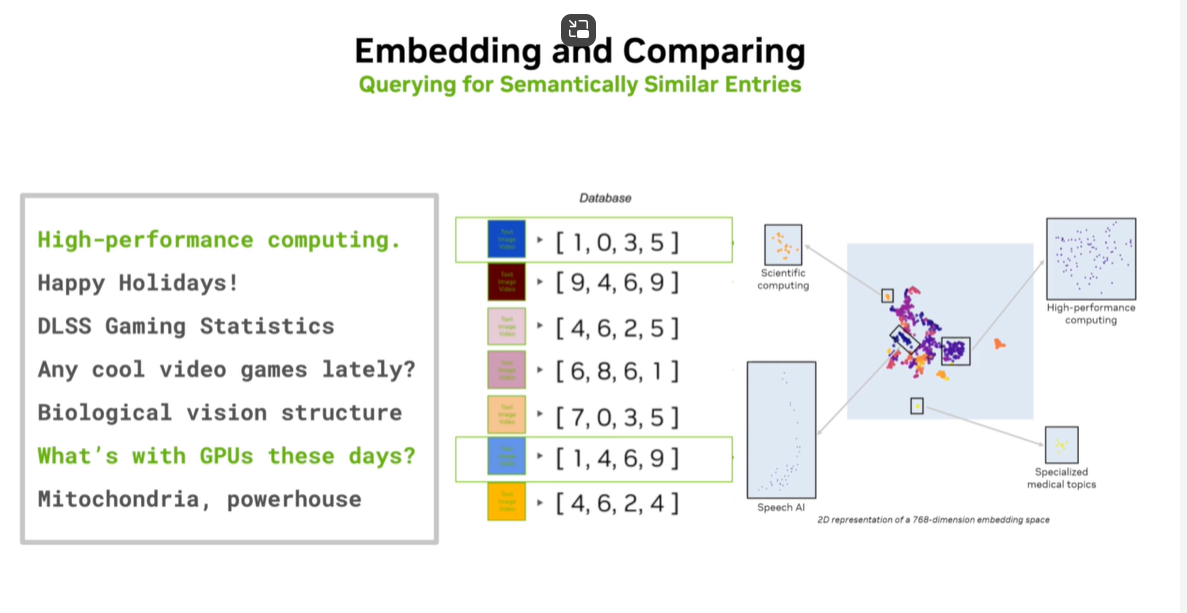 Embedding and Comparing
Querying for Semantically Similar Entries
High-performance computing.
Happy Holidays!
DLSS Gaming Statistics
Any cool video games lately?
Biological vision structure
What's with GPUs these days?
Mitochondria, powerhouse
Database
Text
Image
Video
[ 1, 0, 3, 5 ]
Text
Image
Video
[ 9, 4, 6, 9 ]
Text
Image
Video
[ 4, 6, 2, 5 ]
Text
Image
Video
[ 6, 8, 6, 1 ]
Text
Image
Video
[ 7, 0, 3, 5 ]
Text
Image
Video
[ 1, 4, 6, 9 ]
Text
Image
Video
[ 4, 6, 2, 4 ]
Scientific
computing
High-performance
computing
Speech AI
Specialized
medical topics
2D representation of a 768-dimension embedding space